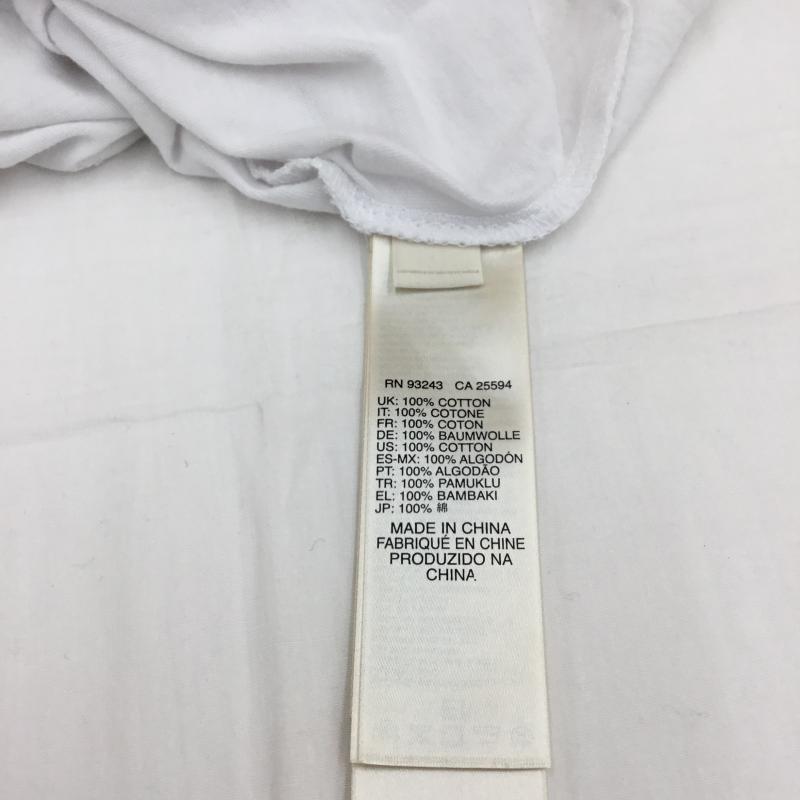 RN 93243 CA 25594
UK: 100% COTTON
IT: 100% COTONE
FR: 100% COTON
DE: 100% BAUMWOLLE
US: 100% COTTON
ES-MX: 100% ALGODÓN
PT: 100% ALGODÃO
TR: 100% PAMUKLU
EL: 100% BAMBAKI
JP: 100% 綿
MADE IN CHINA
FABRIQUÉ EN CHINE
PRODUZIDO NA
CHINA